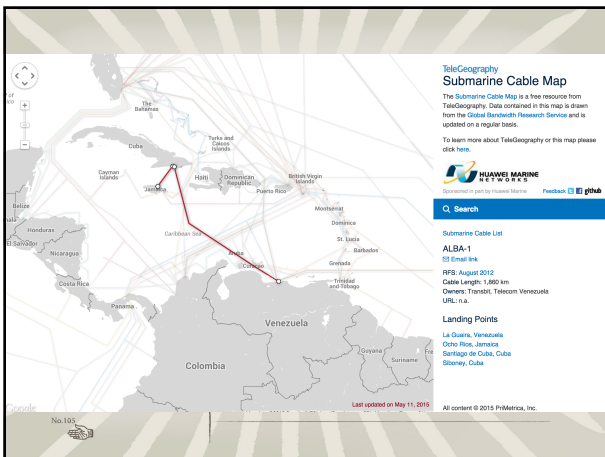 TeleGeography
Submarine Cable Map
The Submarine Cable Map is a free resource from
TeleGeography. Data contained in this map is drawn
from the Global Bandwidth Research Service and is
updated on a regular basis.
To learn more about TeleGeography or this map please
click here.
HUAWEI MARINE
NETWORKS
Sponsored in part by Huawei Marine
Feedback
github
Search
Submarine Cable List
ALBA-1
Email link
RFS: August 2012
Cable Length: 1,860 km
Owners: Transbit, Telecom Venezuela
URL: n.a.
Landing Points
La Guaira, Venezuela
Ocho Rios, Jamaica
Santiago de Cuba, Cuba
Siboney, Cuba
All content © 2015 PriMetrica, Inc.
The
Bahamas
Cuba
Turks and
Caicos
Islands
Cayman
Islands
Jamaica
Haiti
Dominican
Republic
Puerto Rico
British Virgin
Islands
Belize
Montserrat
Dominica
Honduras
Caribbean Sea
St. Lucia
El Salvador
Nicaragua
Aruba
Barbados
Curaçao
Grenada
Costa Rica
Trinidad
and Tobago
Panama
Venezuela
Guyana
Suriname
Colombia
Last updated on May 11, 2015
Google
No.105